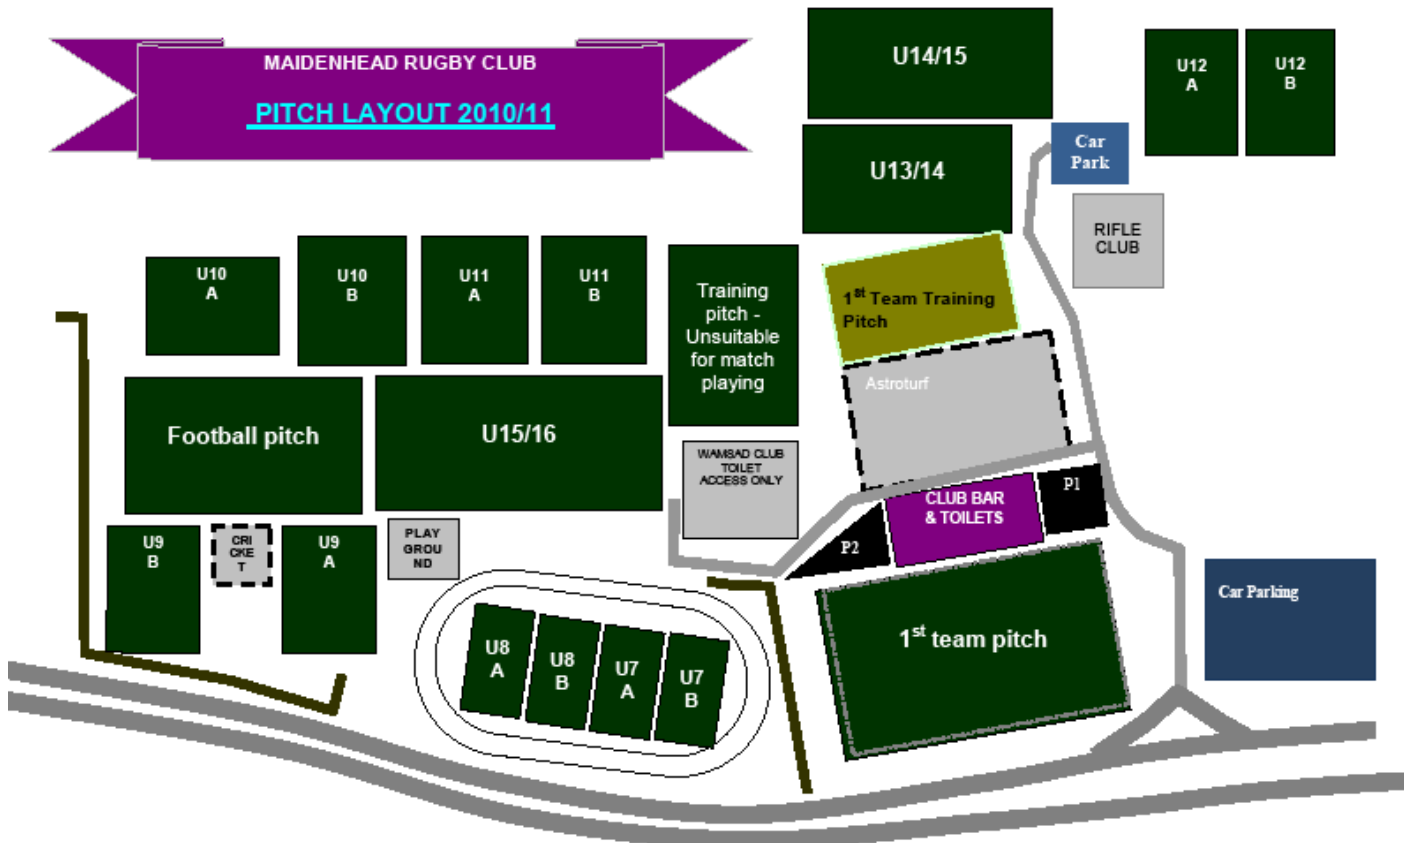 MAIDENHEAD RUGBY CLUB
PITCH LAYOUT 2010/11
U14/15
U12
A
U12
B
Car
Park
U13/14
RIFLE
CLUB
U10
A
U10
B
U11
A
U11
B
Training
pitch -
Unsuitable
for match
playing
1st Team Training
Pitch
Astroturf
Football pitch
U15/16
WAMSAD CLUB
TOILET
ACCESS ONLY
CLUB BAR
& TOILETS
P1
P2
U9
B
CRI
CKE
T
U9
A
PLAY
GROU
ND
Car Parking
1st team pitch
U8
A
U8
B
U7
A
U7
B